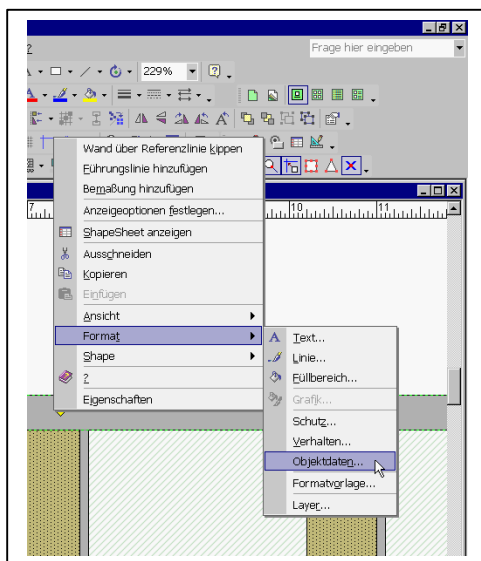 ?
Frage hier eingeben
229%
Wand über Referenzlinie kippen
Führungslinie hinzufügen
Bemaßung hinzufügen
Anzeigeoptionen festlegen...
ShapeSheet anzeigen
Ausschneiden
Kopieren
Einfügen
Ansicht
Format
Shape
?
Eigenschaften
7
10
11
Text...
Linie...
Füllbereich...
Grafik...
Schutz...
Verhalten...
Objektdaten...
Formatvorlage...
Layer...